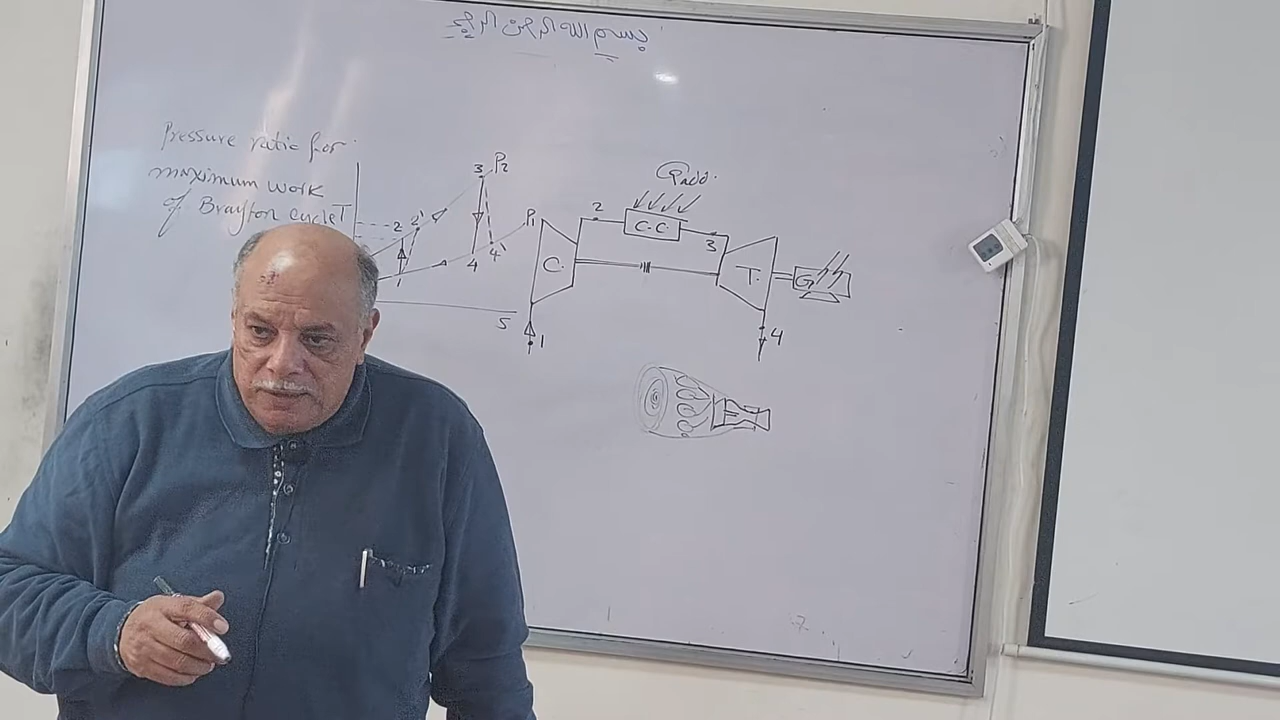 بسم الله الرحمن الرحيم
Pressure ratio for
maximum work
of Brayton cycle
T
2
2'
3
P2
4
4'
1
P1
S
Qadd.
2
C.C.
3
C.
T.
G
1
4